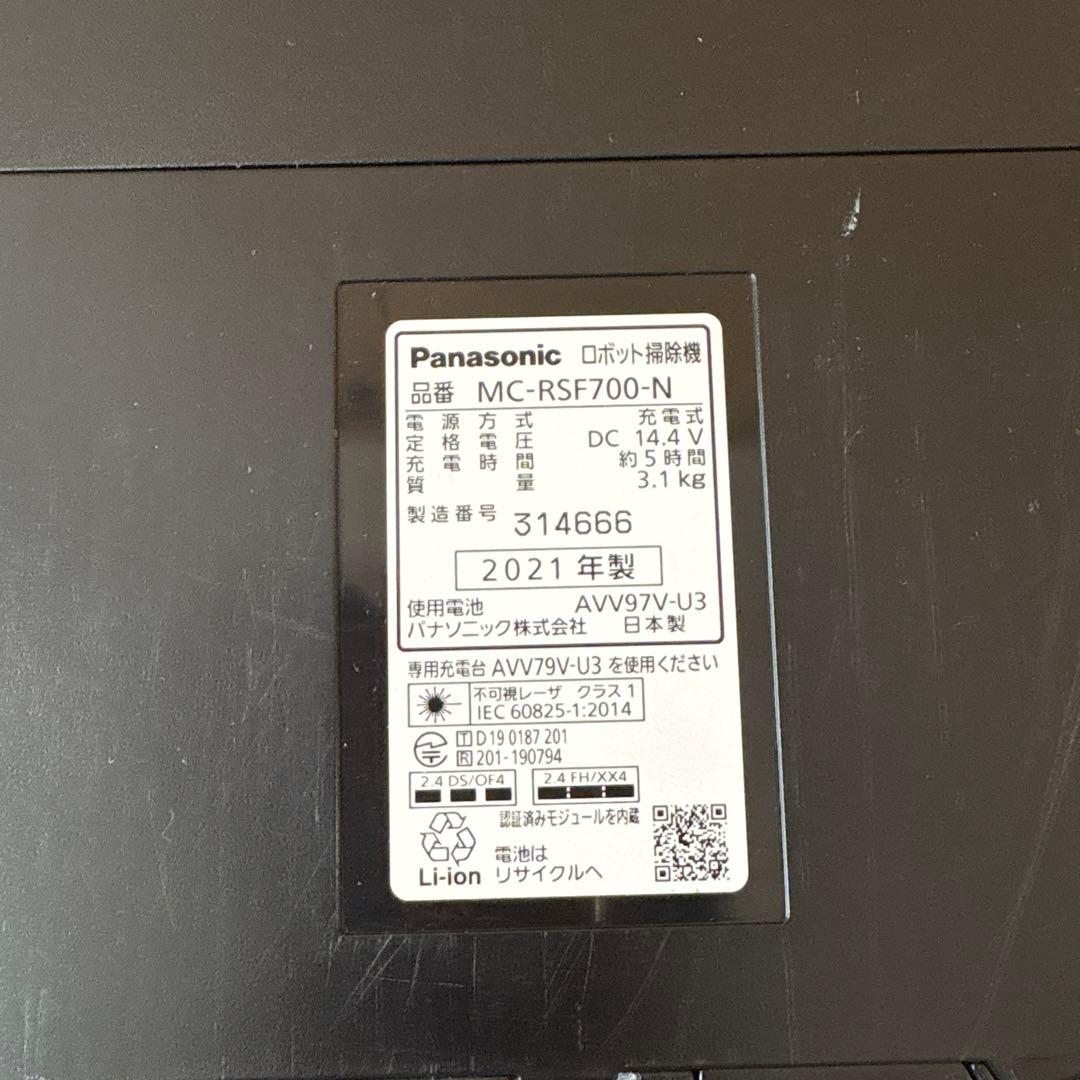 Panasonic ロボット掃除機
品番 MC-RSF700-N
電源方式 充電式
定格電圧 DC 14.4 V
充電時間 約5時間
質量 3.1 kg
製造番号 314666
2021年製
使用電池 AVV97V-U3
パナソニック株式会社 日本製
専用充電台 AVV79V-U3 を使用ください
不可視レーザ クラス1
IEC 60825-1:2014
T D 19 0187 201
R 201-190794
2.4 DS/OF4 2.4 FH/XX4
認証済みモジュールを内蔵
電池は
Li-ion リサイクルへ